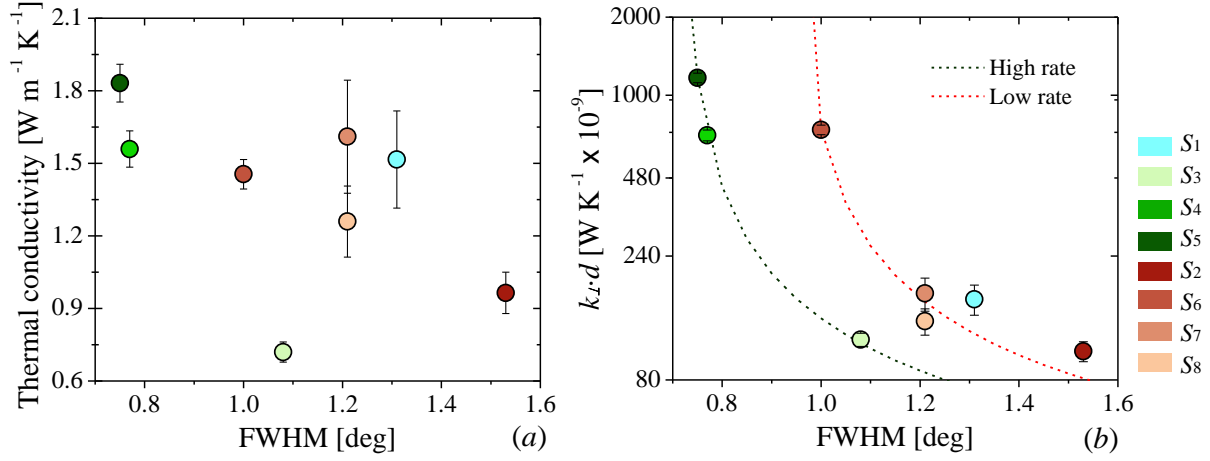 Thermal conductivity [W m⁻¹ K⁻¹]
2.1
1.8
1.5
1.2
0.9
0.6
0.8
1.0
1.2
1.4
1.6
FWHM [deg]
(a)
k⊥·d [W K⁻¹ x 10⁻⁹]
2000
1000
480
240
80
0.8
1.0
1.2
1.4
1.6
FWHM [deg]
(b)
High rate
Low rate
S1
S3
S4
S5
S2
S6
S7
S8